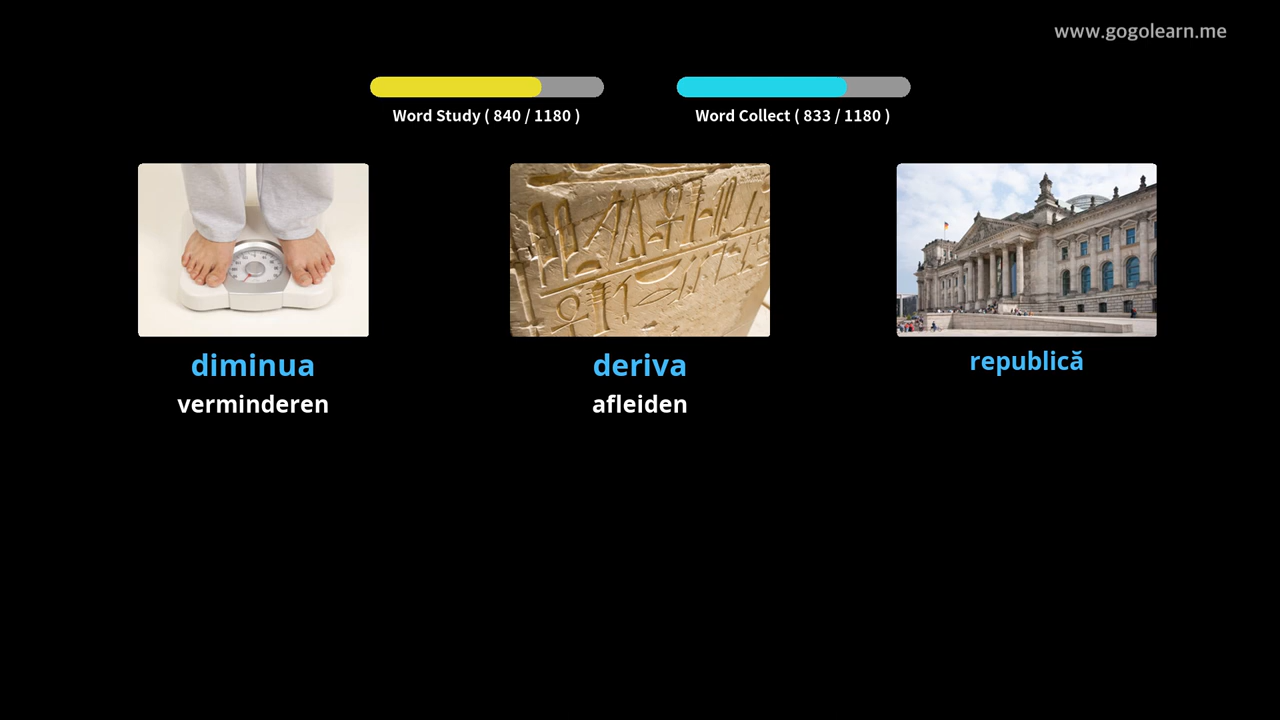 www.gogolearn.me
Word Study ( 840 / 1180 )
Word Collect ( 833 / 1180 )
diminua
verminderen
deriva
afleiden
republică